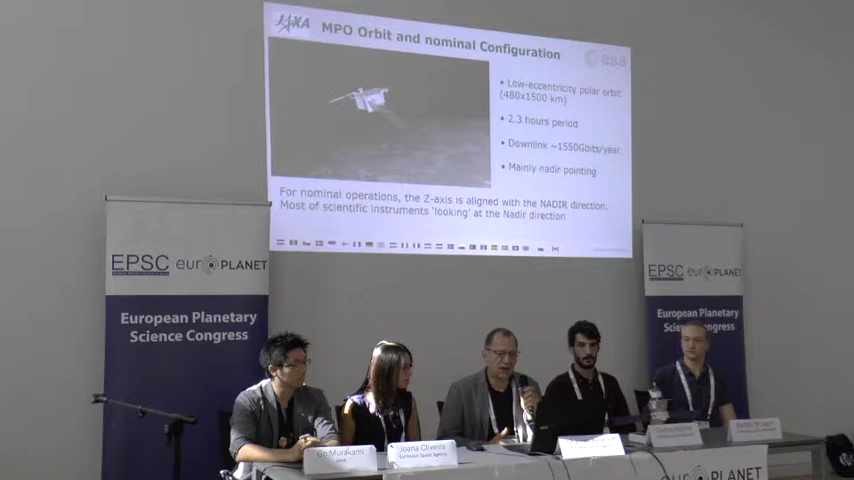 JAXA
MPO Orbit and nominal Configuration
esa
• Low-eccentricity polar orbit
(480x1500 km)
• 2.3 hours period
• Downlink ~1550Gbits/year
• Mainly nadir pointing
For nominal operations, the Z-axis is aligned with the NADIR direction.
Most of scientific instruments 'looking' at the Nadir direction
EPSC euroPLANET
European Planetary
Science Congress
EPSC euroPLANET
European Planetary
Science Congress
Go Murakami
JAXA
Joana Oliveira
European Space Agency
euroPLANET